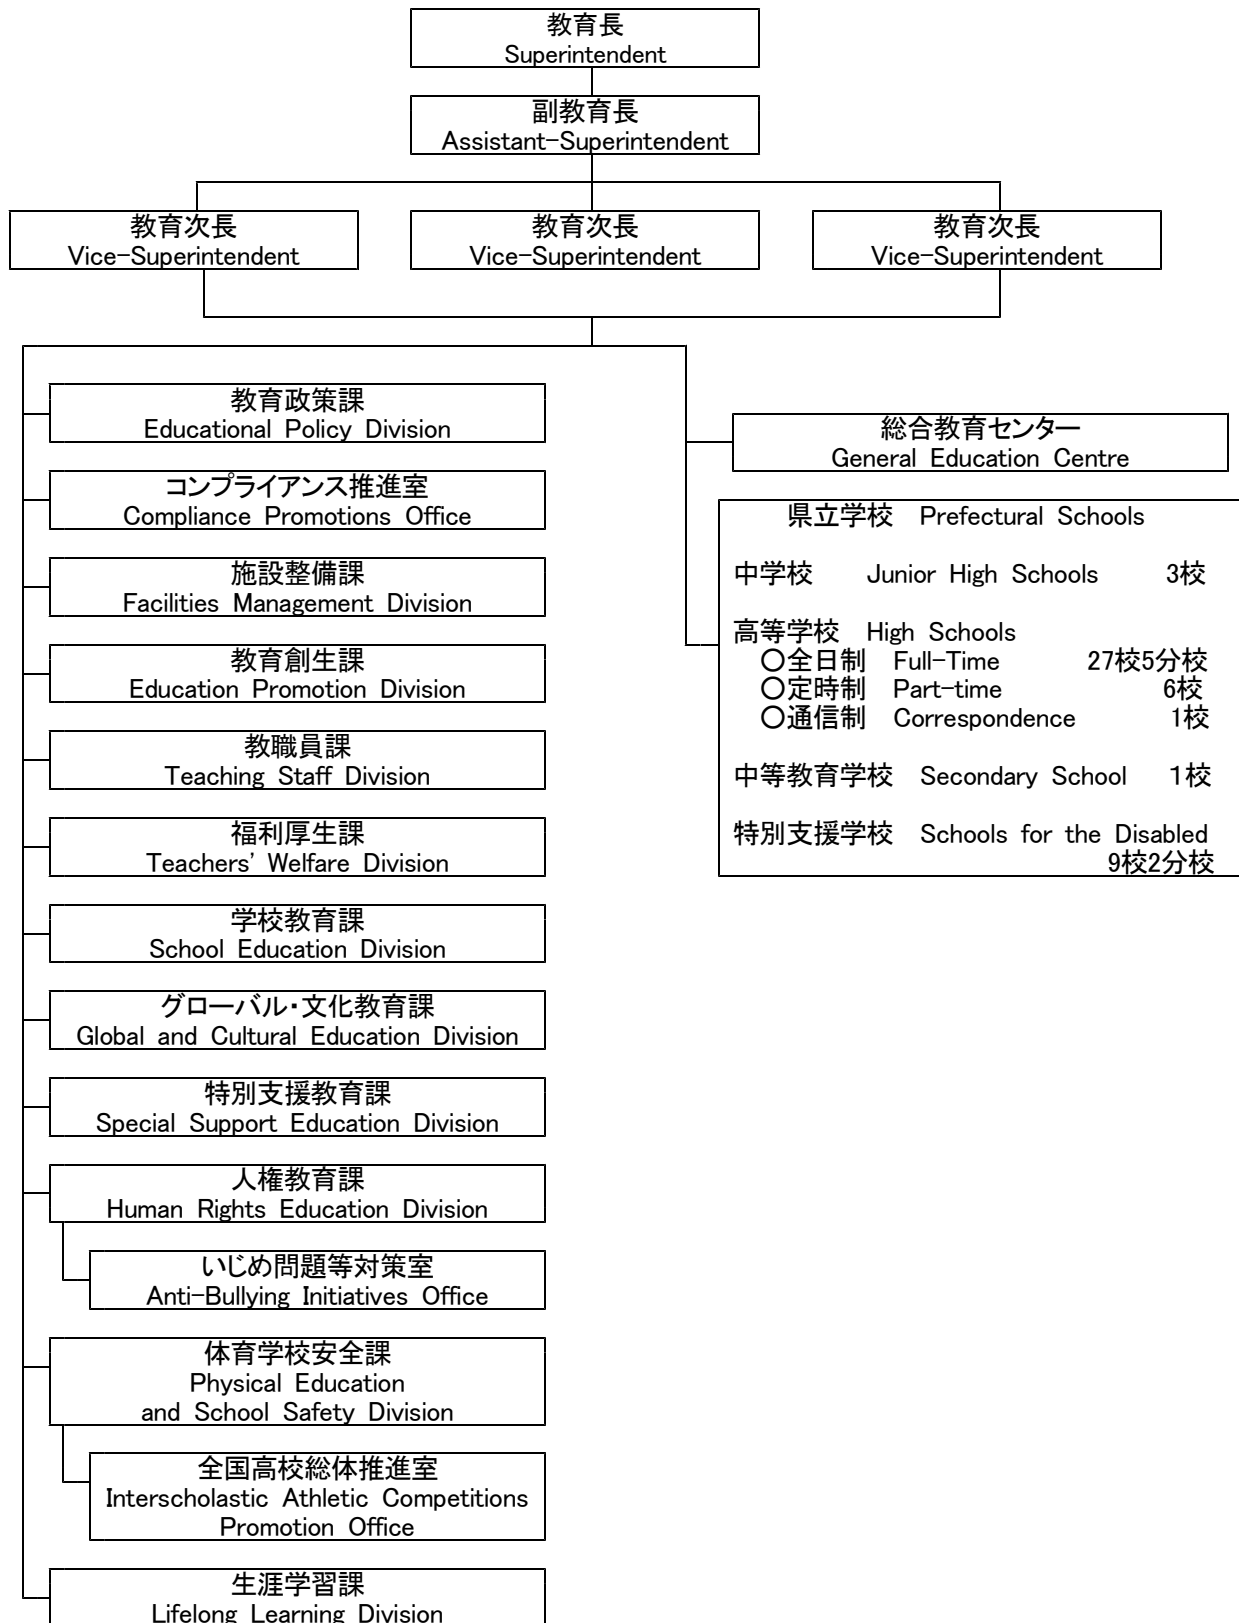 教育長
Superintendent
副教育長
Assistant-Superintendent
教育次長
Vice-Superintendent
教育次長
Vice-Superintendent
教育次長
Vice-Superintendent
教育政策課
Educational Policy Division
コンプライアンス推進室
Compliance Promotions Office
施設整備課
Facilities Management Division
教育創生課
Education Promotion Division
教職員課
Teaching Staff Division
福利厚生課
Teachers' Welfare Division
学校教育課
School Education Division
グローバル・文化教育課
Global and Cultural Education Division
特別支援教育課
Special Support Education Division
人権教育課
Human Rights Education Division
いじめ問題等対策室
Anti-Bullying Initiatives Office
体育学校安全課
Physical Education
and School Safety Division
全国高校総体推進室
Interscholastic Athletic Competitions
Promotion Office
生涯学習課
Lifelong Learning Division
総合教育センター
General Education Centre
県立学校 Prefectural Schools
中学校 Junior High Schools 3校
高等学校 High Schools
○全日制 Full-Time 27校5分校
○定時制 Part-time 6校
○通信制 Correspondence 1校
中等教育学校 Secondary School 1校
特別支援学校 Schools for the Disabled
9校2分校